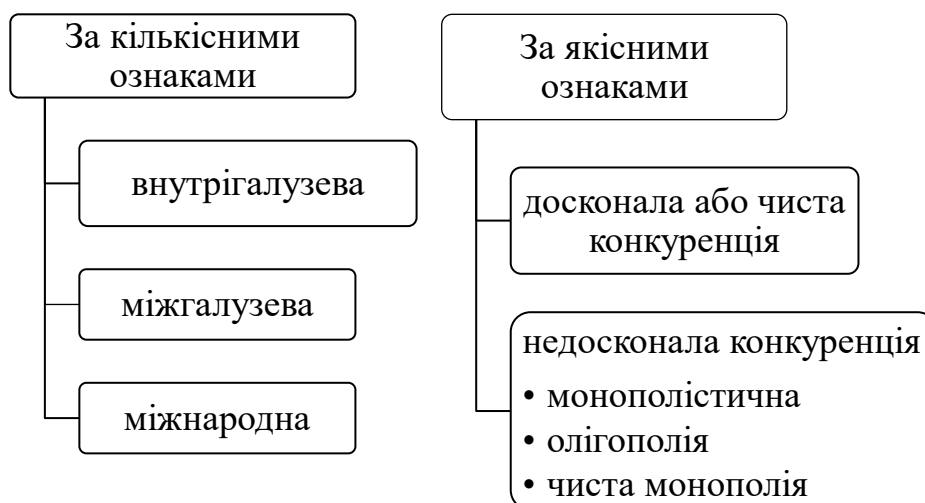 За кількісними
ознаками
внутрігалузева
міжгалузева
міжнародна
За якісними
ознаками
досконала або чиста
конкуренція
недосконала конкуренція
• монополістична
• олігополія
• чиста монополія